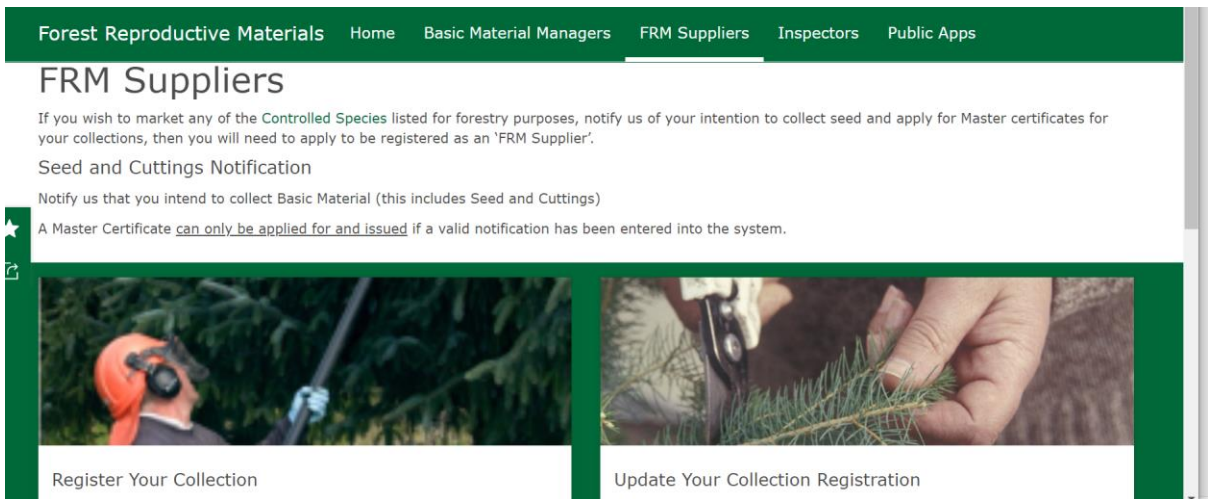 Forest Reproductive Materials Home Basic Material Managers FRM Suppliers Inspectors Public Apps
FRM Suppliers
If you wish to market any of the Controlled Species listed for forestry purposes, notify us of your intention to collect seed and apply for Master certificates for
your collections, then you will need to apply to be registered as an ‘FRM Supplier’.
Seed and Cuttings Notification
Notify us that you intend to collect Basic Material (this includes Seed and Cuttings)
A Master Certificate can only be applied for and issued if a valid notification has been entered into the system.
Register Your Collection
Update Your Collection Registration